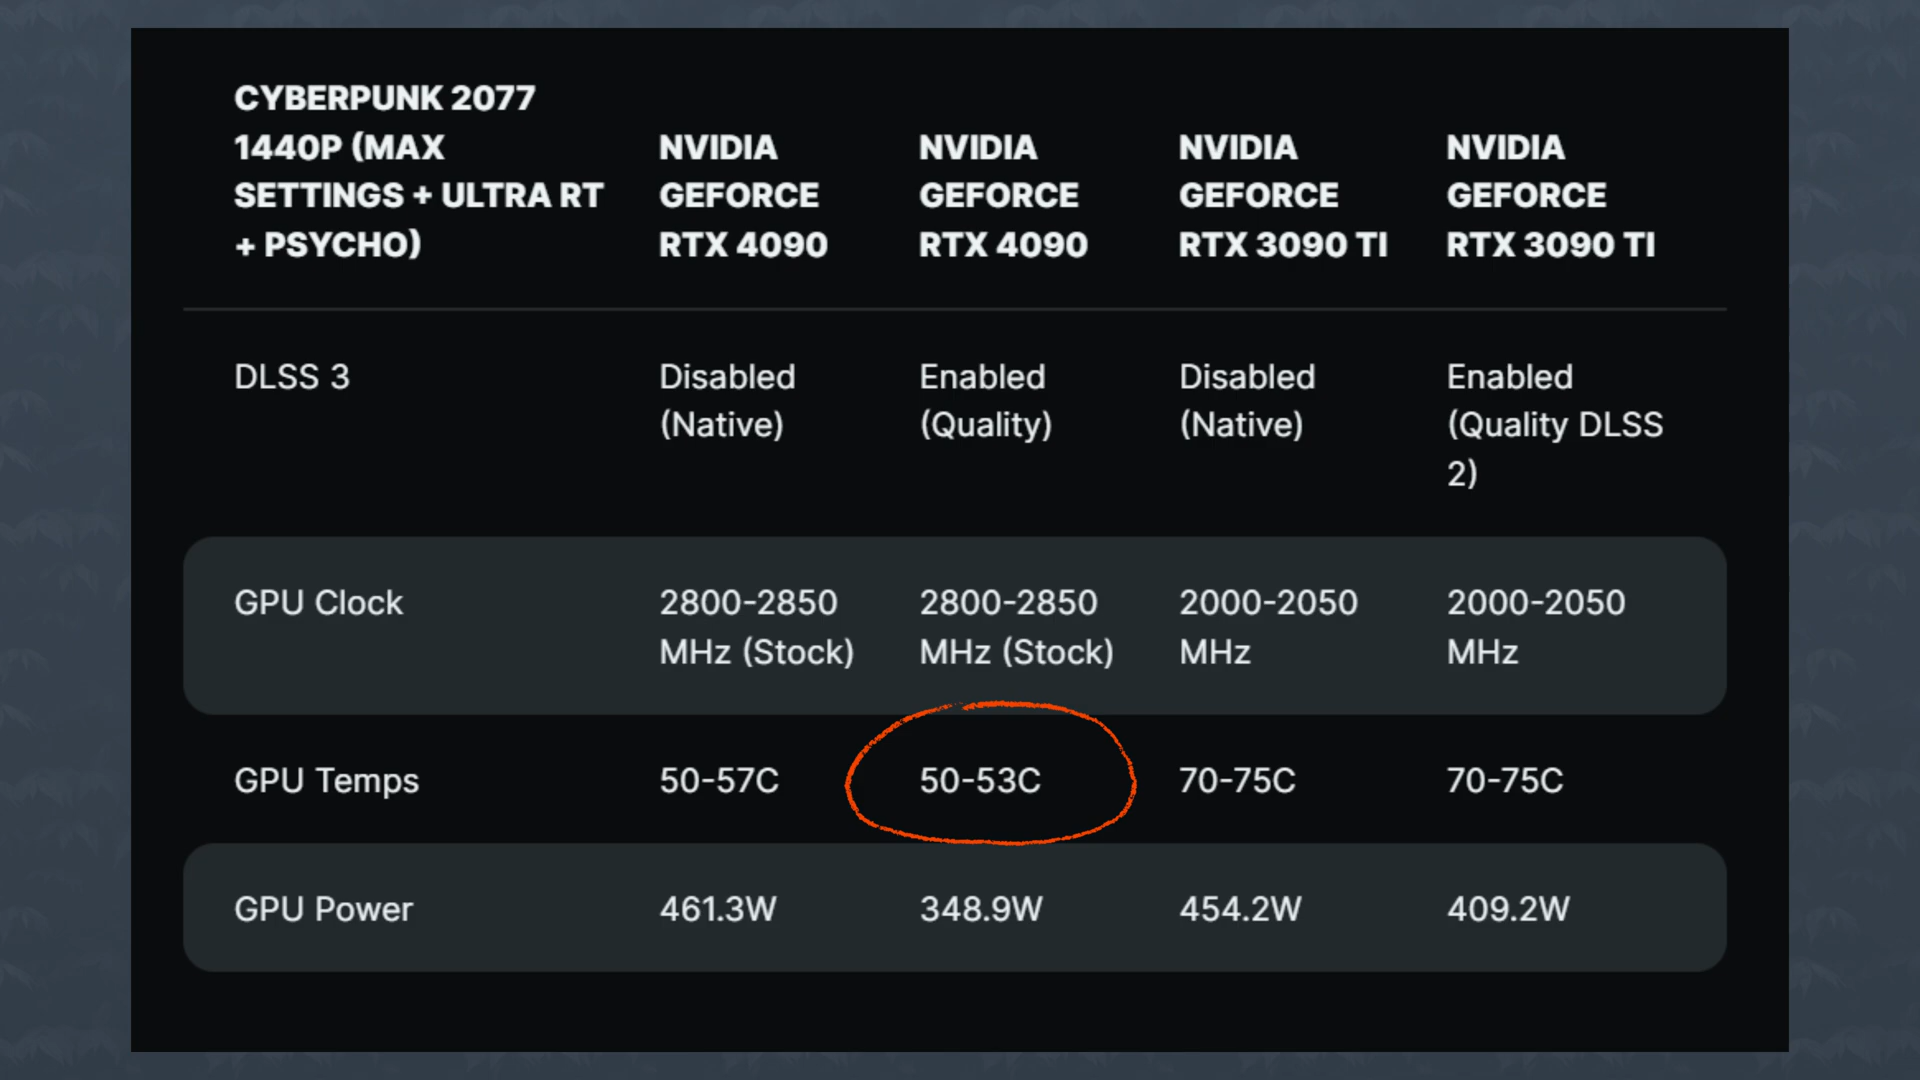 CYBERPUNK 2077
1440P (MAX
SETTINGS + ULTRA RT
+ PSYCHO)
NVIDIA
GEFORCE
RTX 4090
NVIDIA
GEFORCE
RTX 4090
NVIDIA
GEFORCE
RTX 3090 TI
NVIDIA
GEFORCE
RTX 3090 TI
DLSS 3
Disabled
(Native)
Enabled
(Quality)
Disabled
(Native)
Enabled
(Quality DLSS
2)
GPU Clock
2800-2850
MHz (Stock)
2800-2850
MHz (Stock)
2000-2050
MHz
2000-2050
MHz
GPU Temps
50-57C
50-53C
70-75C
70-75C
GPU Power
461.3W
348.9W
454.2W
409.2W